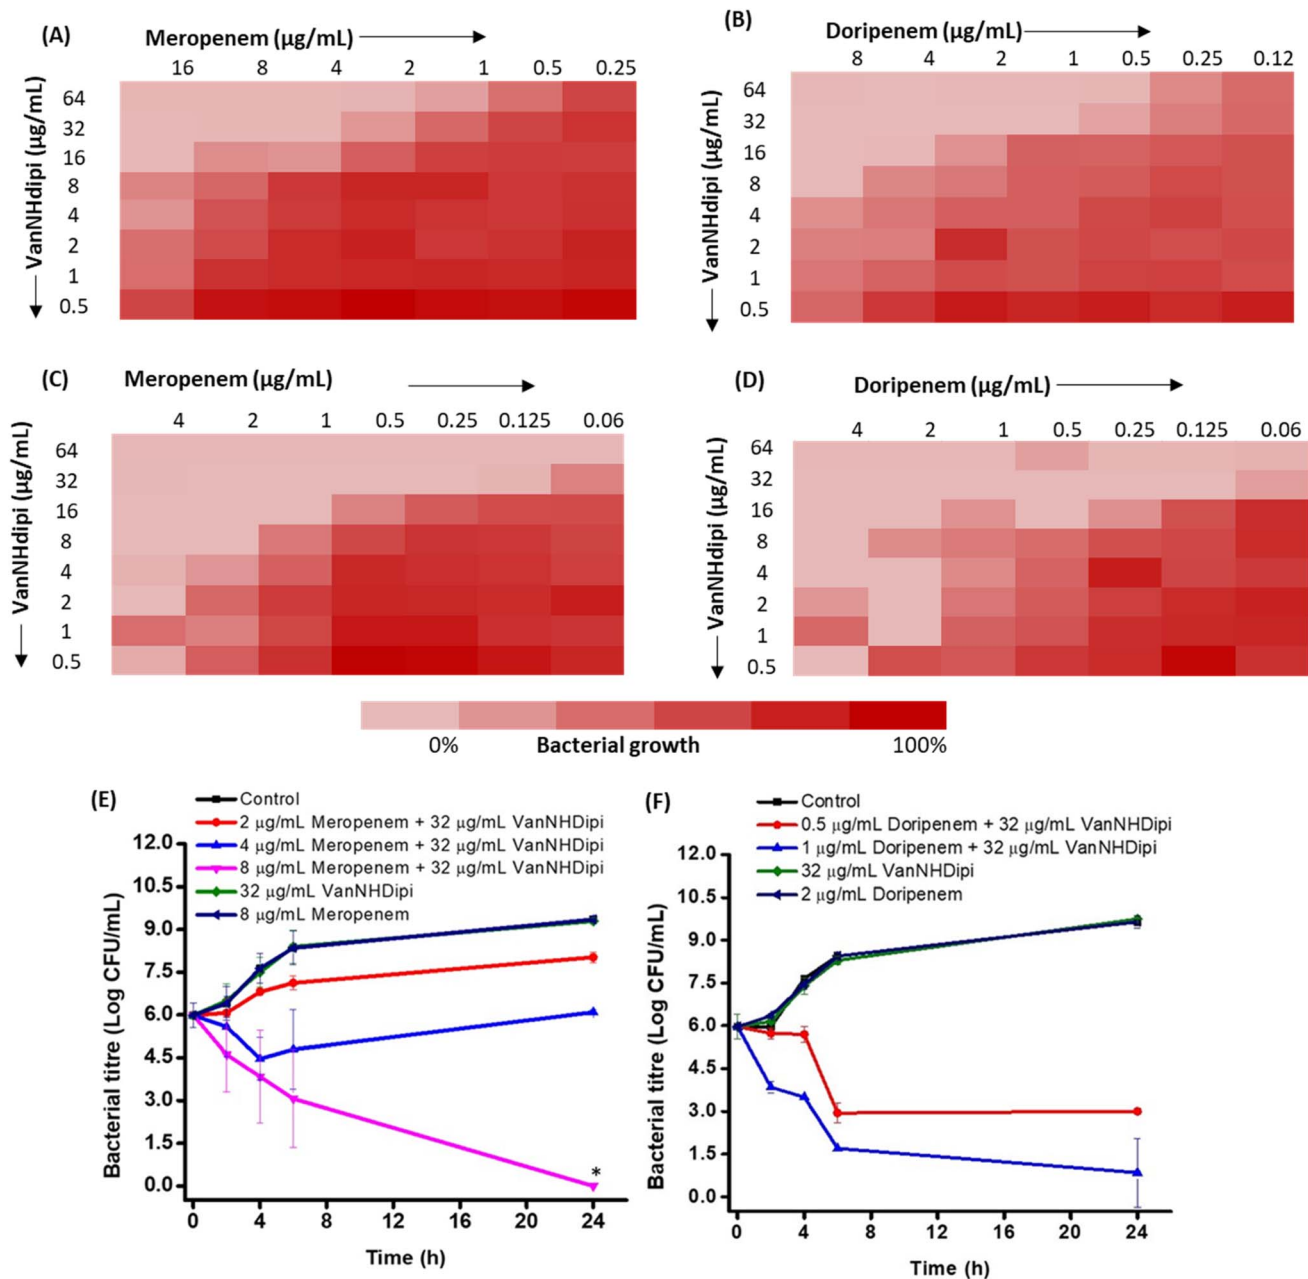 (A)
Meropenem (µg/mL)
16 8 4 2 1 0.5 0.25
VanNHdipi (µg/mL)
64
32
16
8
4
2
1
0.5
(B)
Doripenem (µg/mL)
8 4 2 1 0.5 0.25 0.12
VanNHdipi (µg/mL)
64
32
16
8
4
2
1
0.5
(C)
Meropenem (µg/mL)
4 2 1 0.5 0.25 0.125 0.06
VanNHdipi (µg/mL)
64
32
16
8
4
2
1
0.5
(D)
Doripenem (µg/mL)
4 2 1 0.5 0.25 0.125 0.06
VanNHdipi (µg/mL)
64
32
16
8
4
2
1
0.5
0% Bacterial growth 100%
(E)
Control
2 µg/mL Meropenem + 32 µg/mL VanNHDipi
4 µg/mL Meropenem + 32 µg/mL VanNHDipi
8 µg/mL Meropenem + 32 µg/mL VanNHDipi
32 µg/mL VanNHDipi
8 µg/mL Meropenem
Bacterial titre (Log CFU/mL)
12.0
10.5
9.0
7.5
6.0
4.5
3.0
1.5
0.0
*
0 4 8 12 16 20 24
Time (h)
(F)
Control
0.5 µg/mL Doripenem + 32 µg/mL VanNHDipi
1 µg/mL Doripenem + 32 µg/mL VanNHDipi
32 µg/mL VanNHDipi
2 µg/mL Doripenem
Bacterial titre (Log CFU/mL)
12.0
10.5
9.0
7.5
6.0
4.5
3.0
1.5
0.0
0 4 8 12 16 20 24
Time (h)